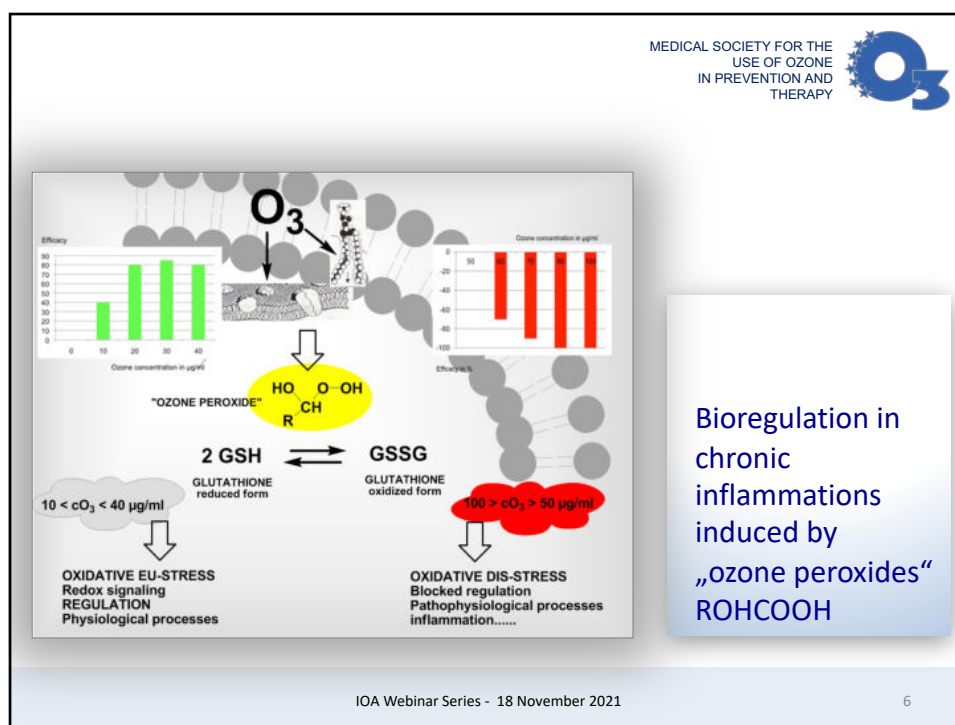 MEDICAL SOCIETY FOR THE
USE OF OZONE
IN PREVENTION AND
THERAPY
O3
O3
Efficacy
90
80
70
60
50
40
30
20
10
0
0 10 20 30 40
Ozone concentration in µg/ml
Ozone concentration in µg/ml
0
-20
-40
-60
-80
-100
50 60 70 80 100
Efficacy in %
"OZONE PEROXIDE"
HO O–OH
CH
R
2 GSH GSSG
GLUTATHIONE
reduced form
GLUTATHIONE
oxidized form
10 < cO3 < 40 µg/ml
100 > cO3 > 50 µg/ml
OXIDATIVE EU-STRESS
Redox signaling
REGULATION
Physiological processes
OXIDATIVE DIS-STRESS
Blocked regulation
Pathophysiological processes
inflammation......
Bioregulation in
chronic
inflammations
induced by
„ozone peroxides“
ROHCOOH
IOA Webinar Series - 18 November 2021
6